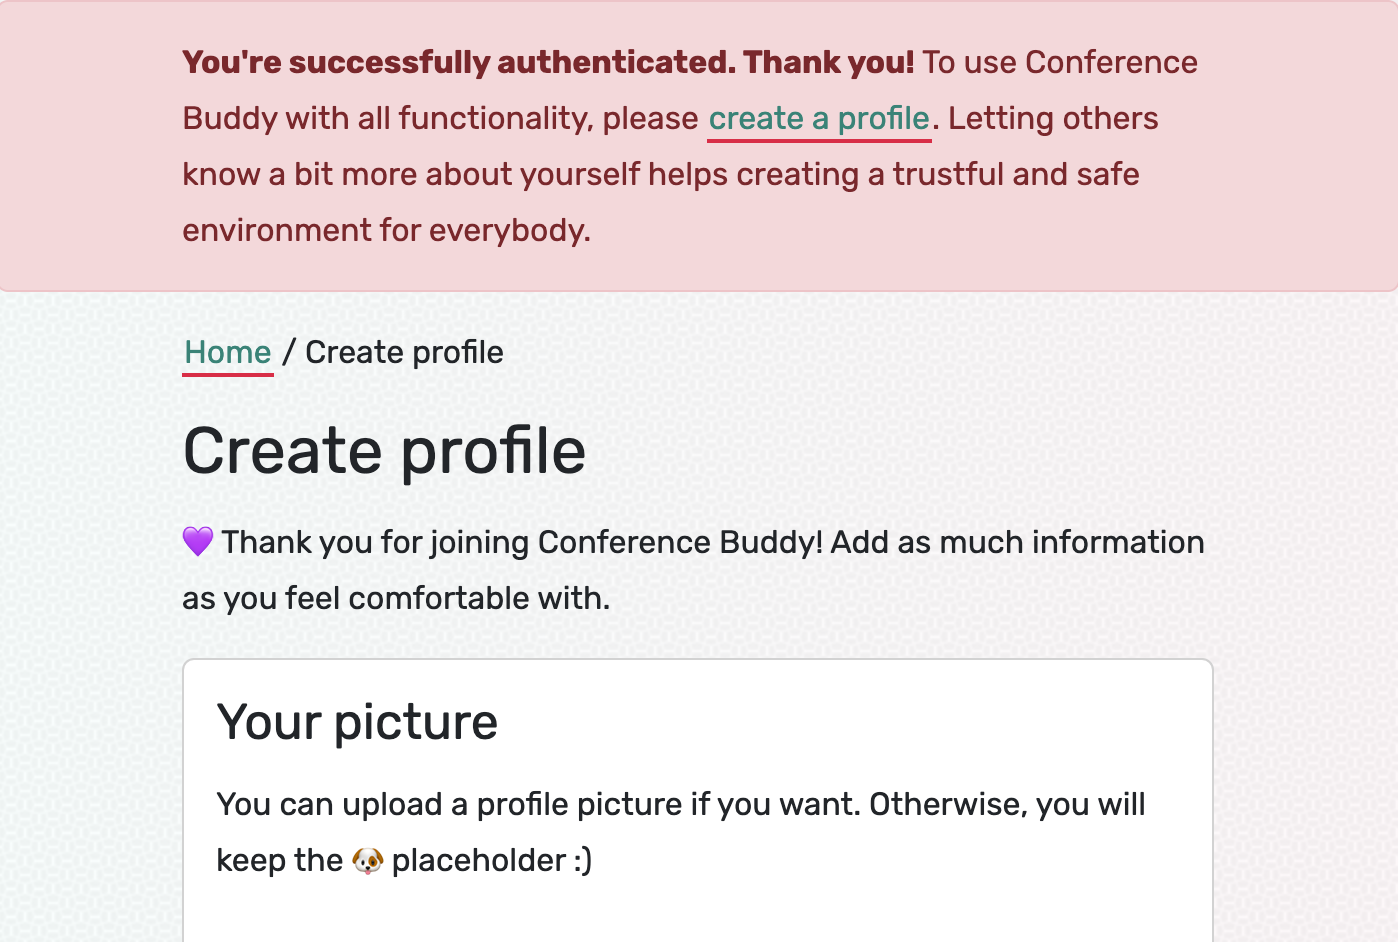 You're successfully authenticated. Thank you! To use Conference
Buddy with all functionality, please create a profile. Letting others
know a bit more about yourself helps creating a trustful and safe
environment for everybody.
Home / Create profile
Create profile
💜 Thank you for joining Conference Buddy! Add as much information
as you feel comfortable with.
Your picture
You can upload a profile picture if you want. Otherwise, you will
keep the 🐶 placeholder :)